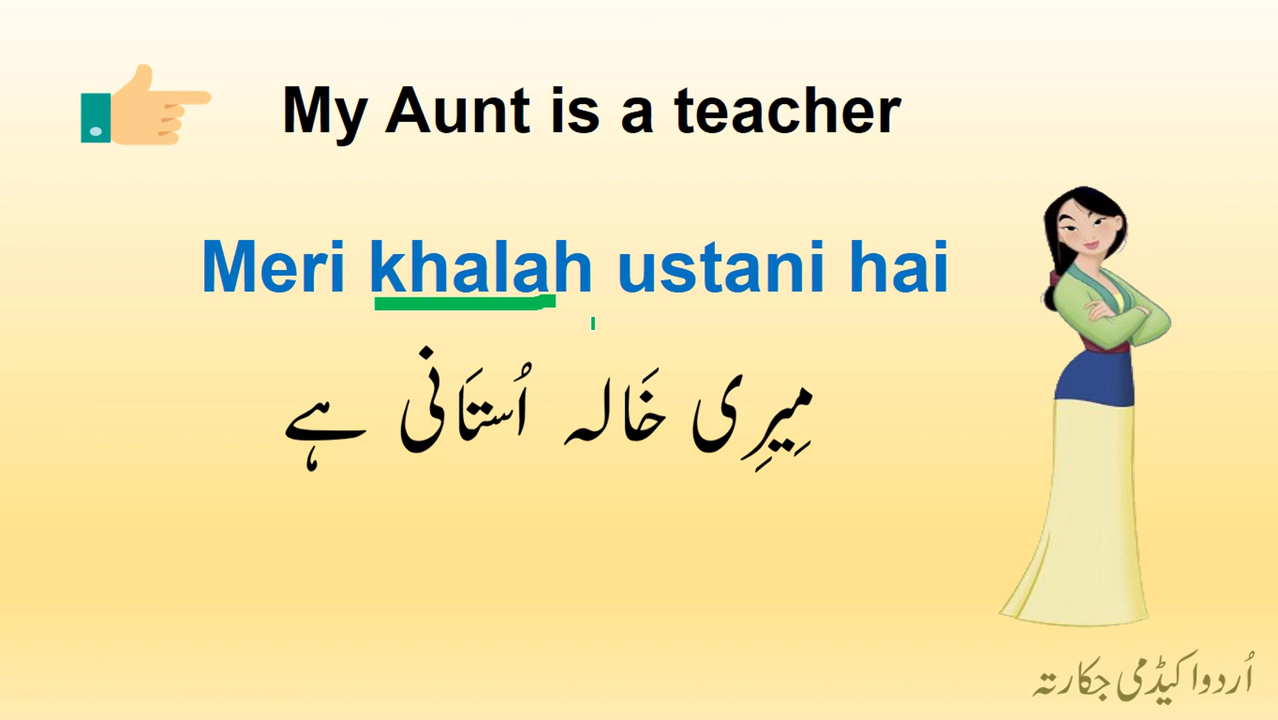 My Aunt is a teacher
Meri khalah ustani hai
مِیرِی خَالہ اُستَانی ہے
اُردو اکیڈمی جکارتہ